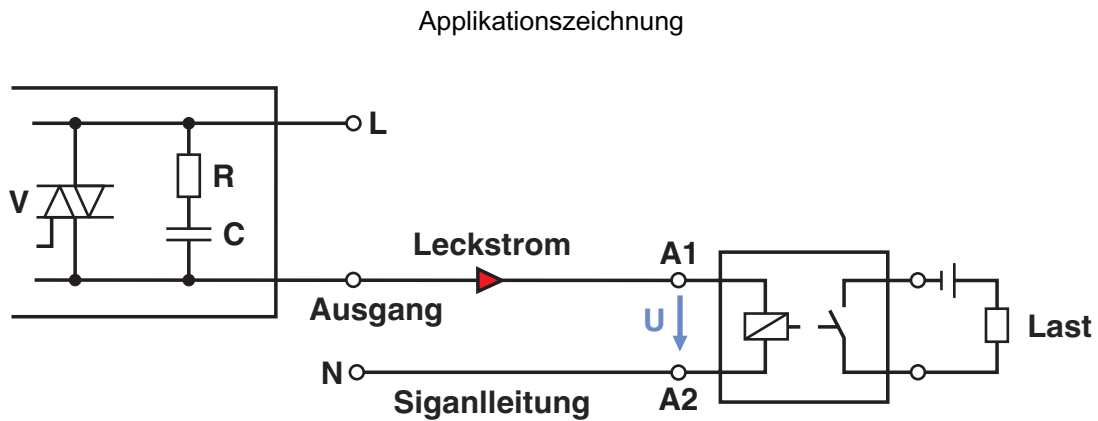 Applikationszeichnung
L
R
V
C
Leckstrom
A1
Ausgang
U
Last
N
Siganlleitung
A2